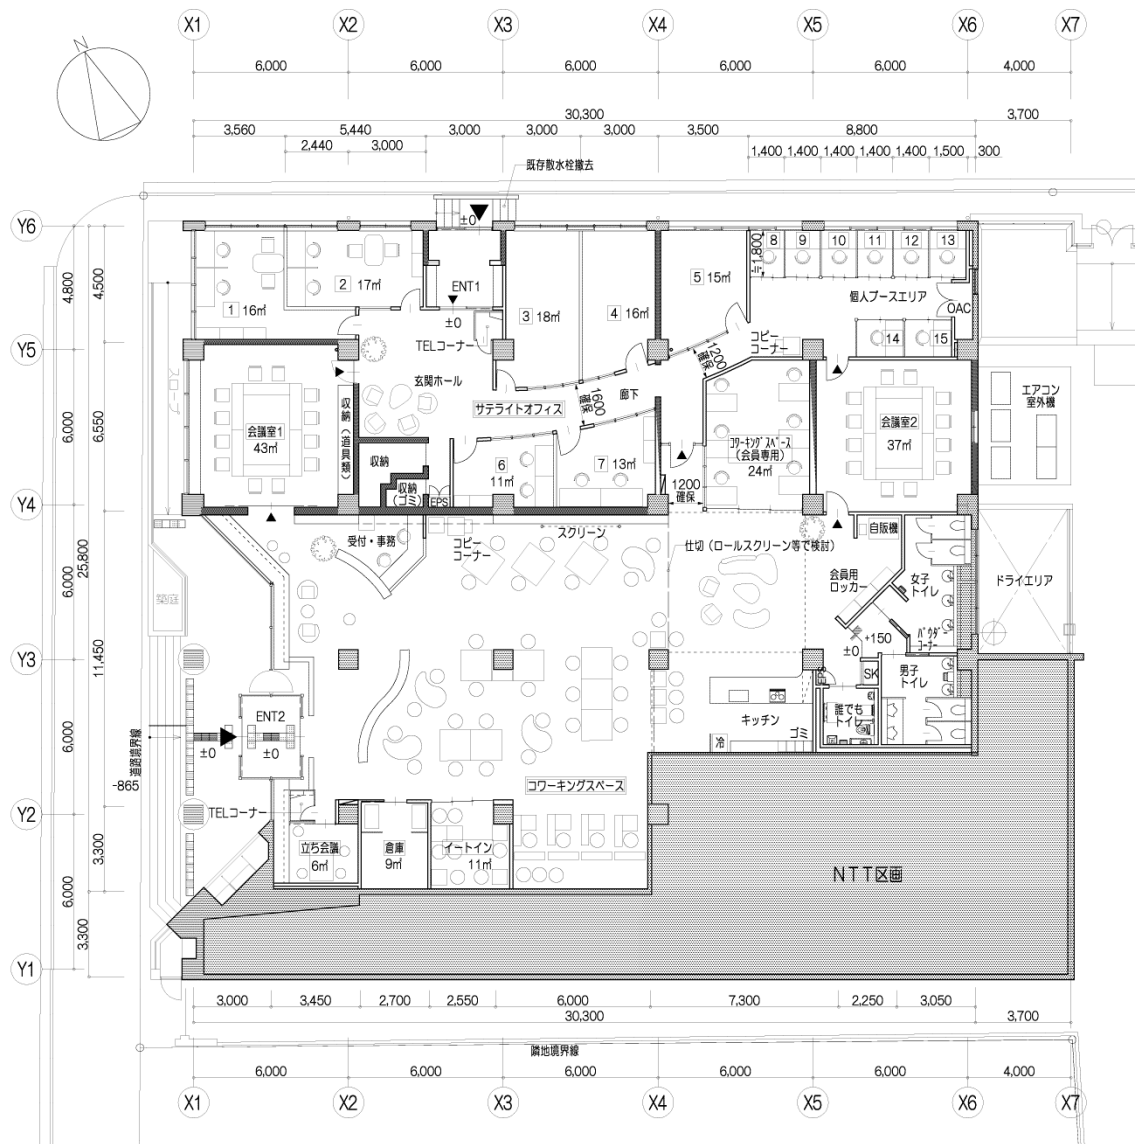 X1 X2 X3 X4 X5 X6 X7
N
6,000 6,000 6,000 6,000 6,000 4,000
30,300 3,700
3,560 5,440 3,000 3,000 3,000 3,500 8,800
2,440 3,000 1,400 1,400 1,400 1,400 1,400 1,500 300
既存散水栓撤去
Y6
±0
4,800
4,500
1 16㎡
2 17㎡
ENT1
±0
3 18㎡
4 16㎡
5 15㎡
≒1,800
8 9 10 11 12 13
個人ブースエリア
OAC
14 15
コピー
コーナー
1200
確保
Y5
TELコーナー
玄関ホール
サテライトオフィス
1600
確保
廊下
エアコン
室外機
6,000
6,550
会議室1
43㎡
収納(道具類)
収納
収納
(ゴミ)
EPS
6
11㎡
7 13㎡
1200
確保
コワーキングスペース
(会員専用)
24㎡
会議室2
37㎡
Y4
受付・事務
コピー
コーナー
スクリーン
仕切(ロールスクリーン等で検討)
自販機
会員用
ロッカー
女子
トイレ
パウダー
コーナー
ドライエリア
6,000
25,800
Y3
11,450
+150
±0
SK
男子
トイレ
誰でも
トイレ
キッチン
ゴミ
冷
6,000
ENT2
±0
±0
道路境界線
-865
コワーキングスペース
Y2
TELコーナー
立ち会議
6㎡
倉庫
9㎡
イートイン
11㎡
NTT区画
3,300
6,000
3,300
Y1
3,000 3,450 2,700 2,550 6,000 7,300 2,250 3,050
30,300 3,700
隣地境界線
6,000 6,000 6,000 6,000 6,000 4,000
X1 X2 X3 X4 X5 X6 X7